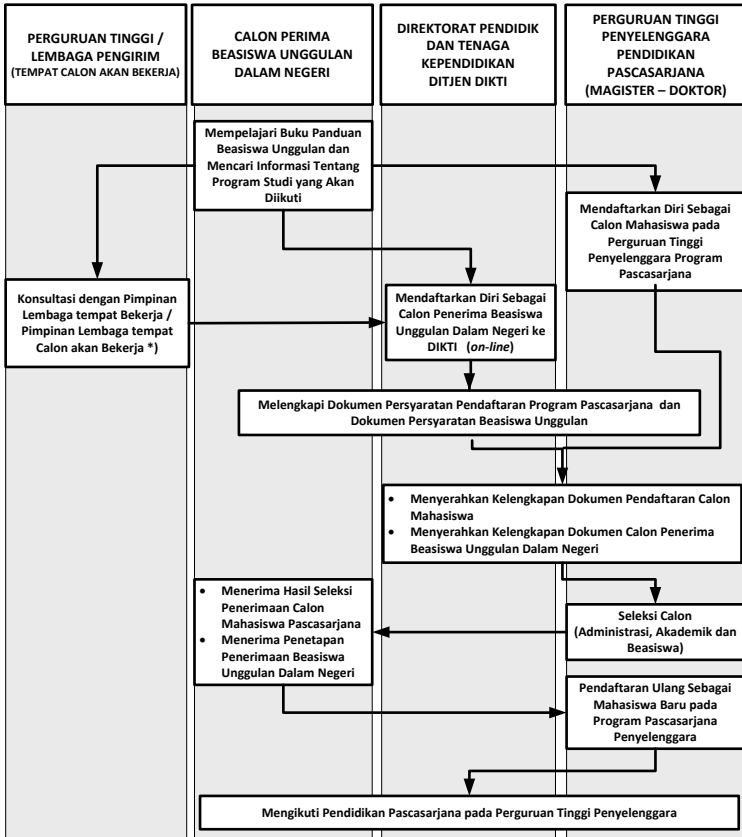 PERGURUAN TINGGI /
LEMBAGA PENGIRIM
(TEMPAT CALON AKAN BEKERJA)
CALON PERIMA
BEASISWA UNGGULAN
DALAM NEGERI
DIREKTORAT PENDIDIK
DAN TENAGA
KEPENDIDIKAN
DITJEN DIKTI
PERGURUAN TINGGI
PENYELENGGARA
PENDIDIKAN
PASCASARJANA
(MAGISTER – DOKTOR)
Mempelajari Buku Panduan
Beasiswa Unggulan dan
Mencari Informasi Tentang
Program Studi yang Akan
Diikuti
Mendaftarkan Diri Sebagai
Calon Mahasiswa pada
Perguruan Tinggi
Penyelenggara Program
Pascasarjana
Konsultasi dengan Pimpinan
Lembaga tempat Bekerja /
Pimpinan Lembaga tempat
Calon akan Bekerja *)
Mendaftarkan Diri Sebagai
Calon Penerima Beasiswa
Unggulan Dalam Negeri ke
DIKTI (on-line)
Melengkapi Dokumen Persyaratan Pendaftaran Program Pascasarjana dan
Dokumen Persyaratan Beasiswa Unggulan
• Menyerahkan Kelengkapan Dokumen Pendaftaran Calon
Mahasiswa
• Menyerahkan Kelengkapan Dokumen Calon Penerima
Beasiswa Unggulan Dalam Negeri
• Menerima Hasil Seleksi
Penerimaan Calon
Mahasiswa Pascasarjana
• Menerima Penetapan
Penerimaan Beasiswa
Unggulan Dalam Negeri
Seleksi Calon
(Administrasi, Akademik dan
Beasiswa)
Pendaftaran Ulang Sebagai
Mahasiswa Baru pada
Program Pascasarjana
Penyelenggara
Mengikuti Pendidikan Pascasarjana pada Perguruan Tinggi Penyelenggara